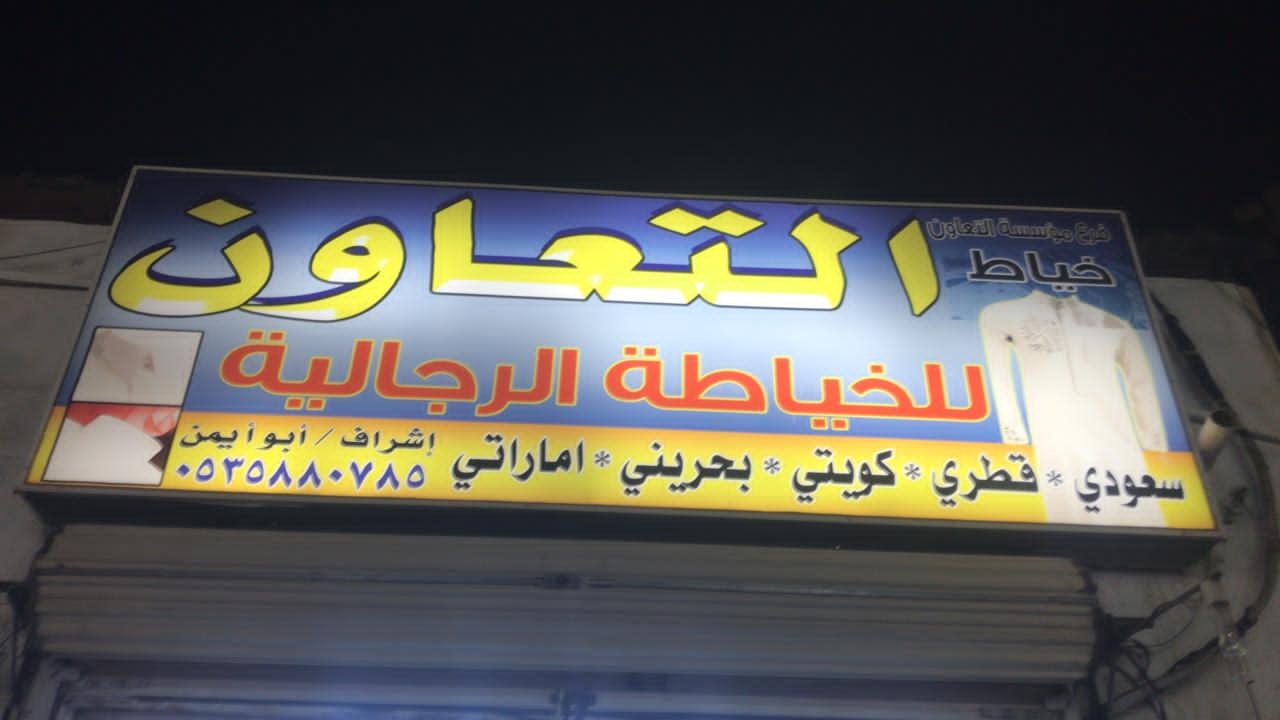 فرع مؤسسة التعاون
خياط
التعاون
للخياطة الرجالية
سعودي * قطري * كويتي * بحريني * اماراتي
إشراف / أبو أيمن
٠٥٣٥٨٨٠٧٨٥